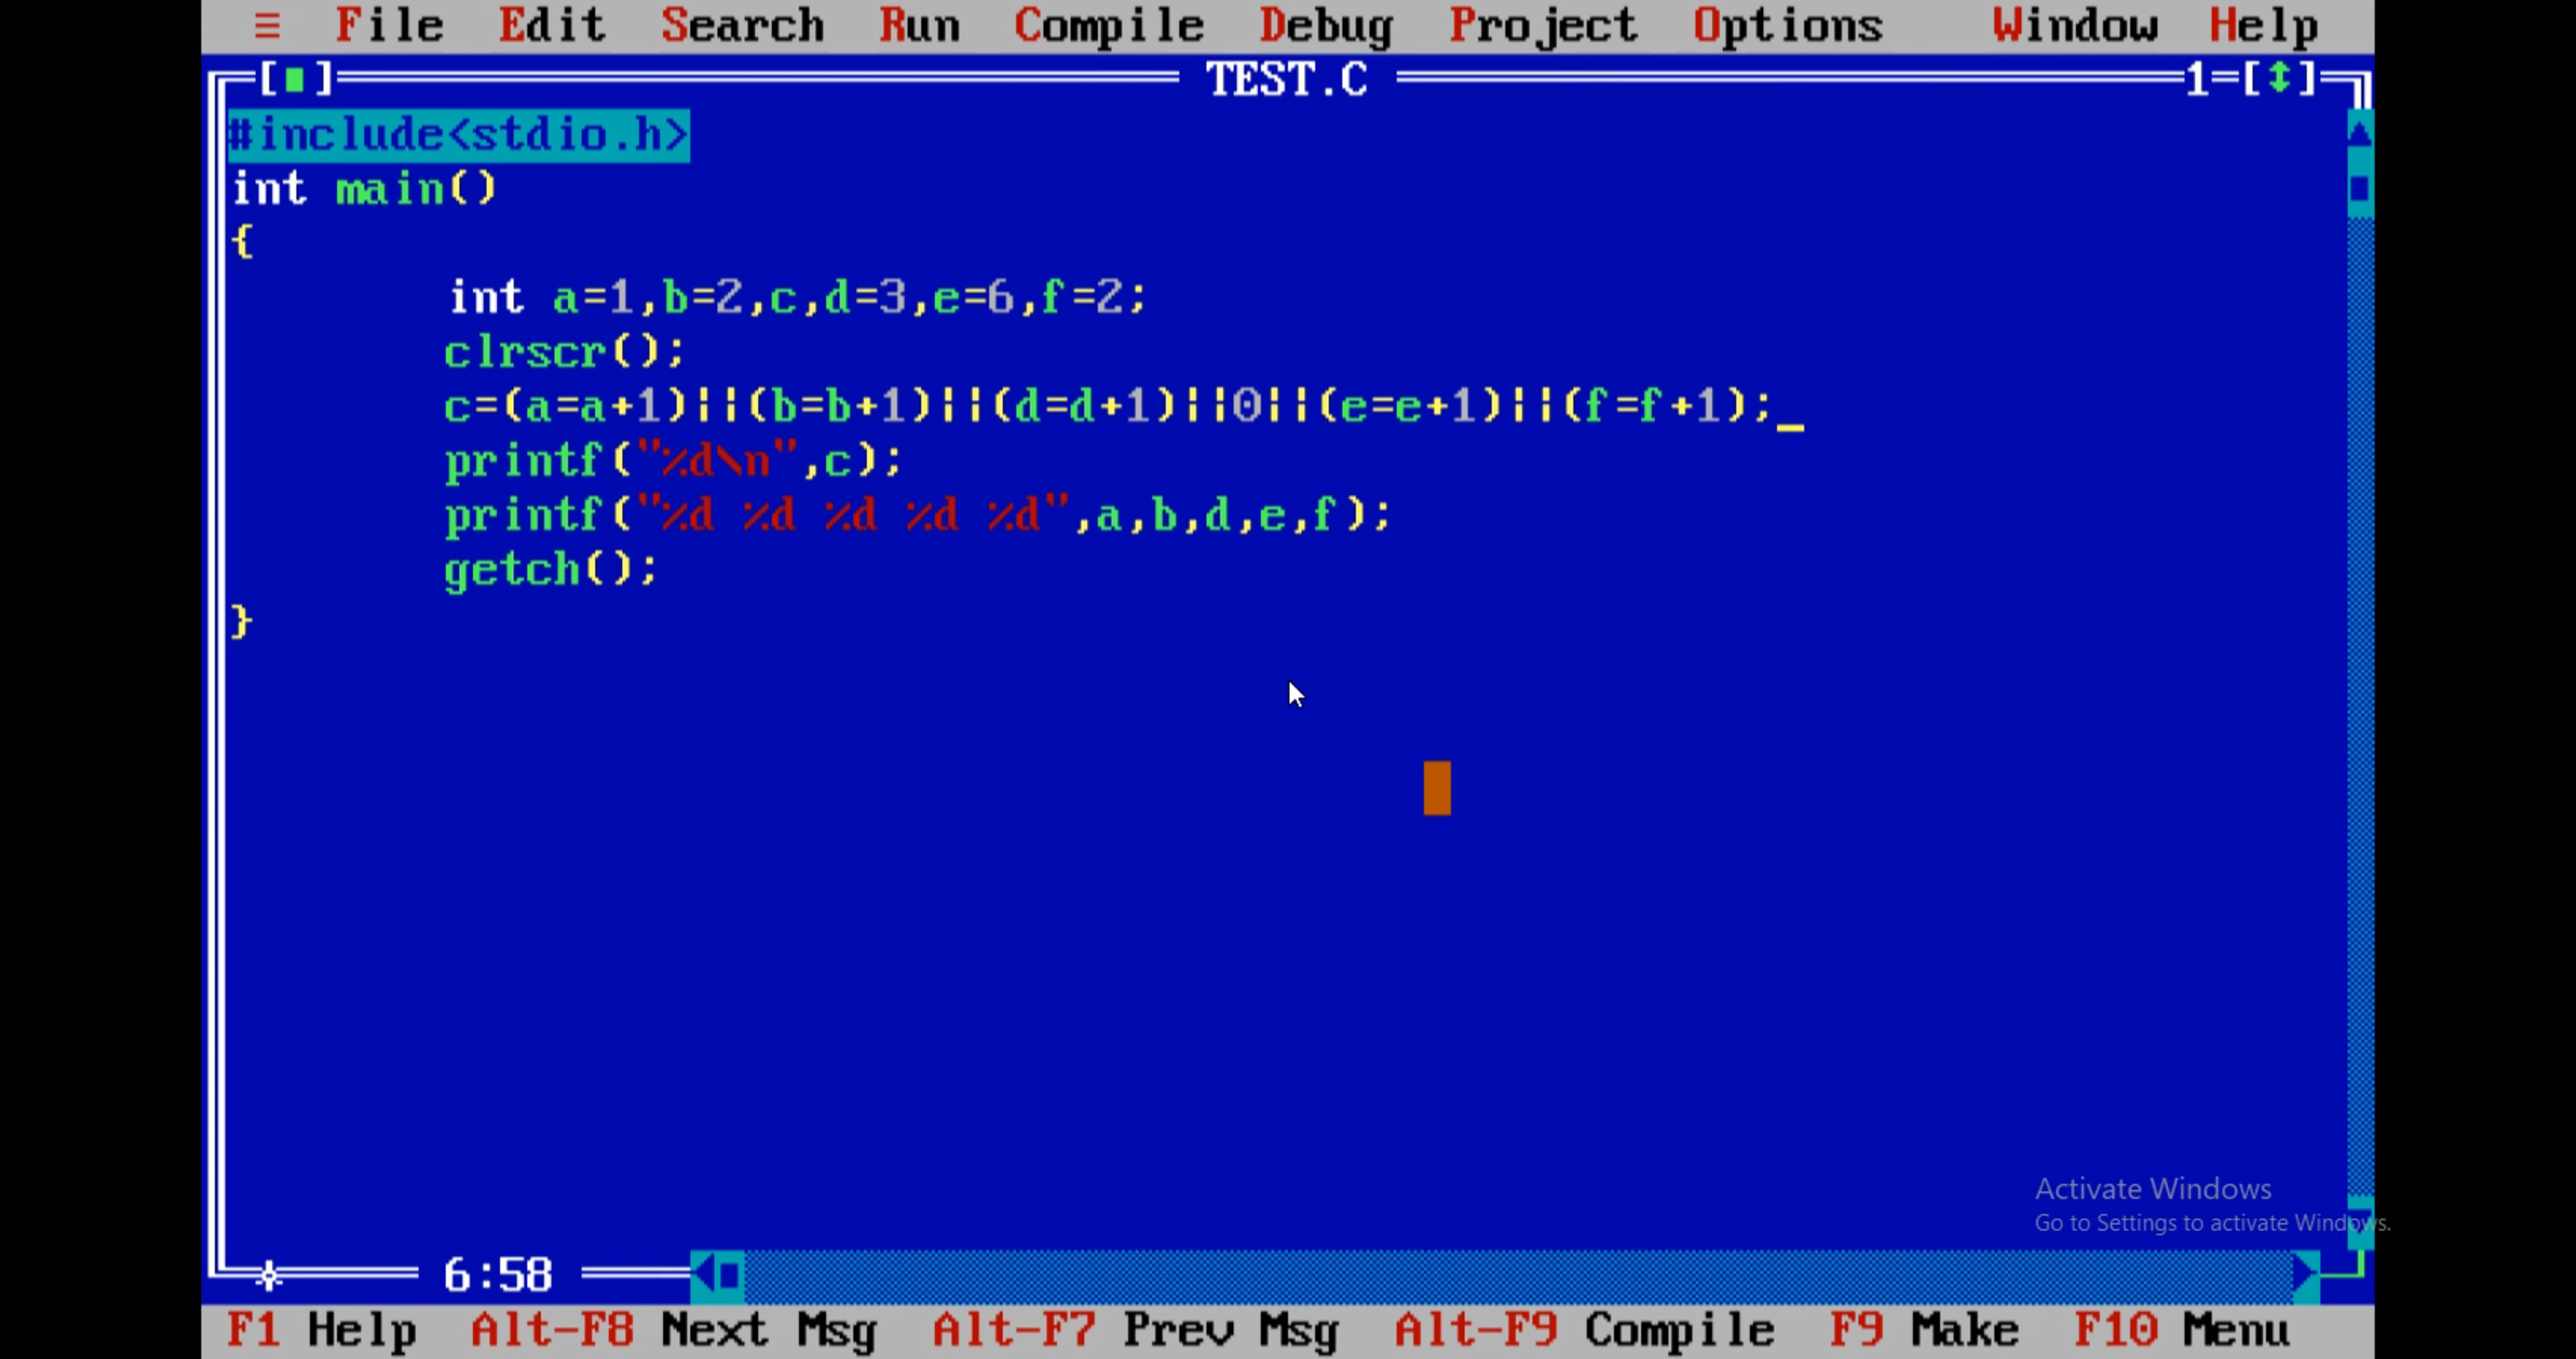 ≡ File Edit Search Run Compile Debug Project Options Window Help
[■] TEST.C 1=[↕]
#include<stdio.h>
int main()
{
int a=1,b=2,c,d=3,e=6,f=2;
clrscr();
c=(a=a+1)||(b=b+1)||(d=d+1)||0||(e=e+1)||(f=f+1);_
printf("%d\n",c);
printf("%d %d %d %d %d",a,b,d,e,f);
getch();
}
Activate Windows
Go to Settings to activate Windows.
6:58
F1 Help Alt-F8 Next Msg Alt-F7 Prev Msg Alt-F9 Compile F9 Make F10 Menu